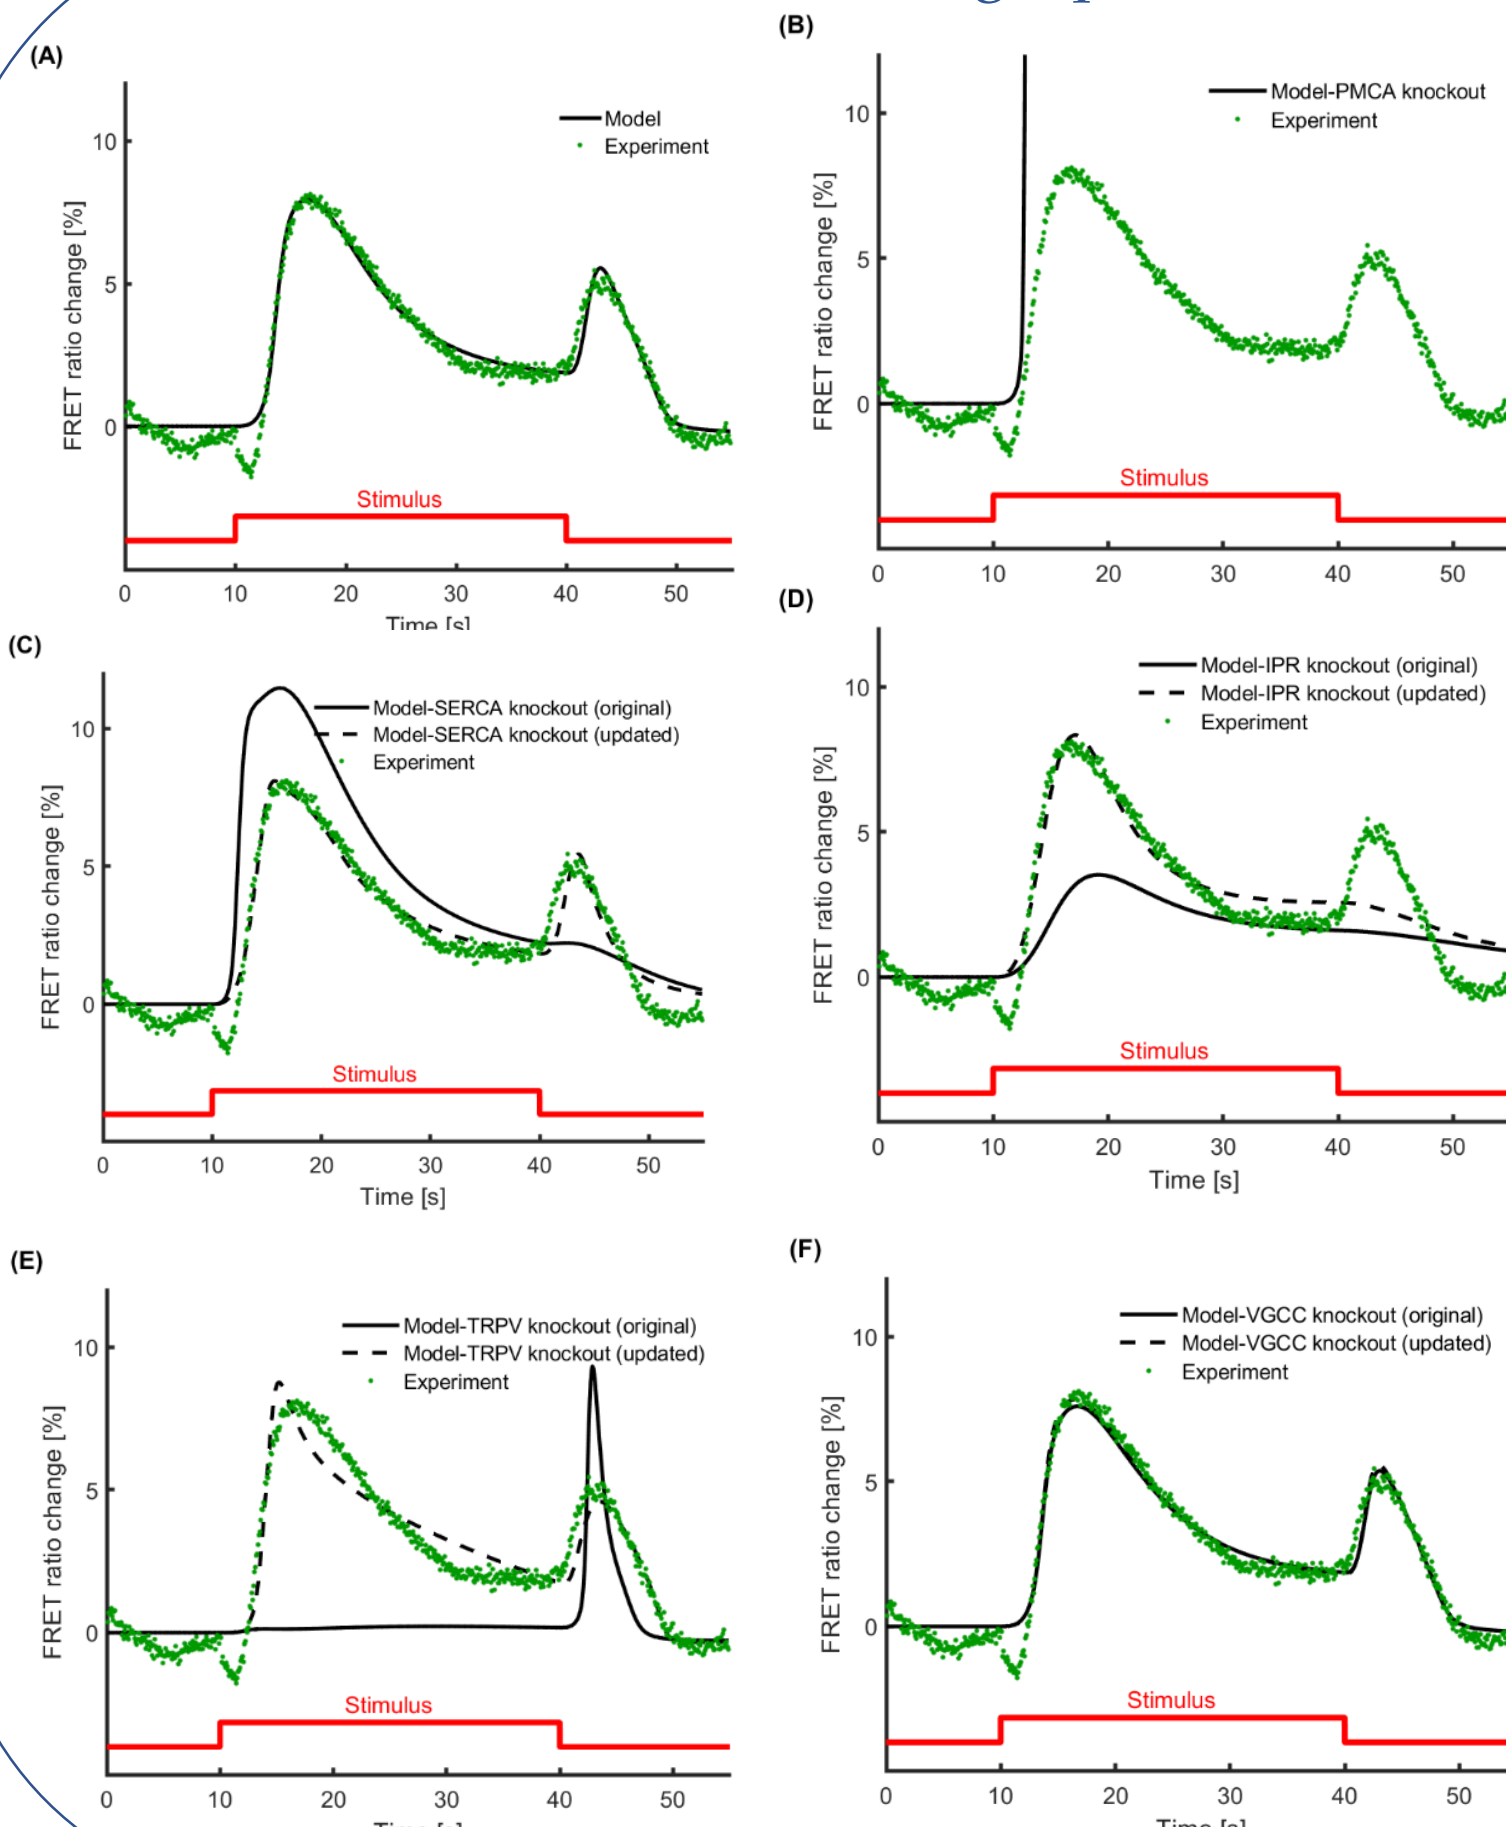 (A)
Model
Experiment
10
5
0
FRET ratio change [%]
Stimulus
0 10 20 30 40 50
Time [s]
(B)
Model-PMCA knockout
Experiment
10
5
0
FRET ratio change [%]
Stimulus
0 10 20 30 40 50
(C)
Model-SERCA knockout (original)
Model-SERCA knockout (updated)
Experiment
10
5
0
FRET ratio change [%]
Stimulus
0 10 20 30 40 50
Time [s]
(D)
Model-IPR knockout (original)
Model-IPR knockout (updated)
Experiment
10
5
0
FRET ratio change [%]
Stimulus
0 10 20 30 40 50
Time [s]
(E)
Model-TRPV knockout (original)
Model-TRPV knockout (updated)
Experiment
10
5
0
FRET ratio change [%]
Stimulus
0 10 20 30 40 50
(F)
Model-VGCC knockout (original)
Model-VGCC knockout (updated)
Experiment
10
5
0
FRET ratio change [%]
Stimulus
0 10 20 30 40 50